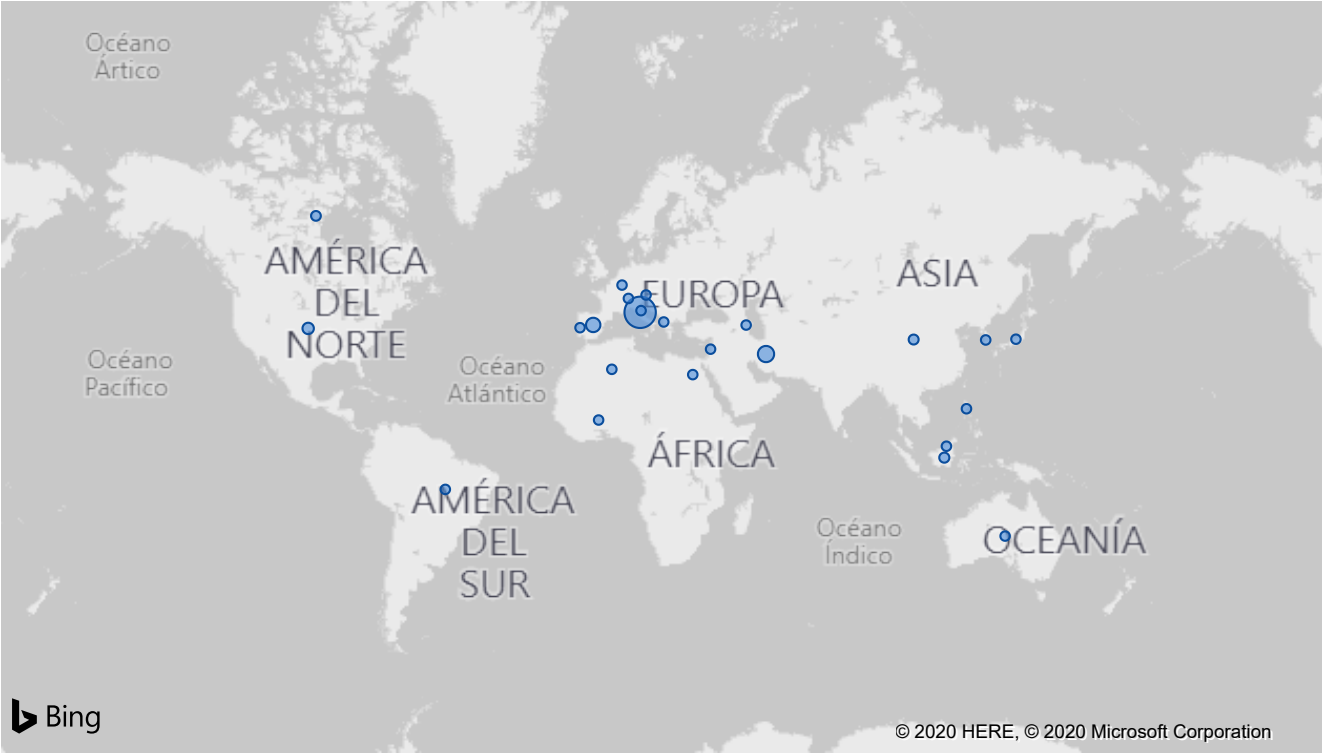 Océano
Ártico
AMÉRICA
DEL
NORTE
EUROPA
ASIA
Océano
Pacífico
Océano
Atlántico
ÁFRICA
AMÉRICA
DEL
SUR
Océano
Índico
OCEANÍA
Bing
© 2020 HERE, © 2020 Microsoft Corporation